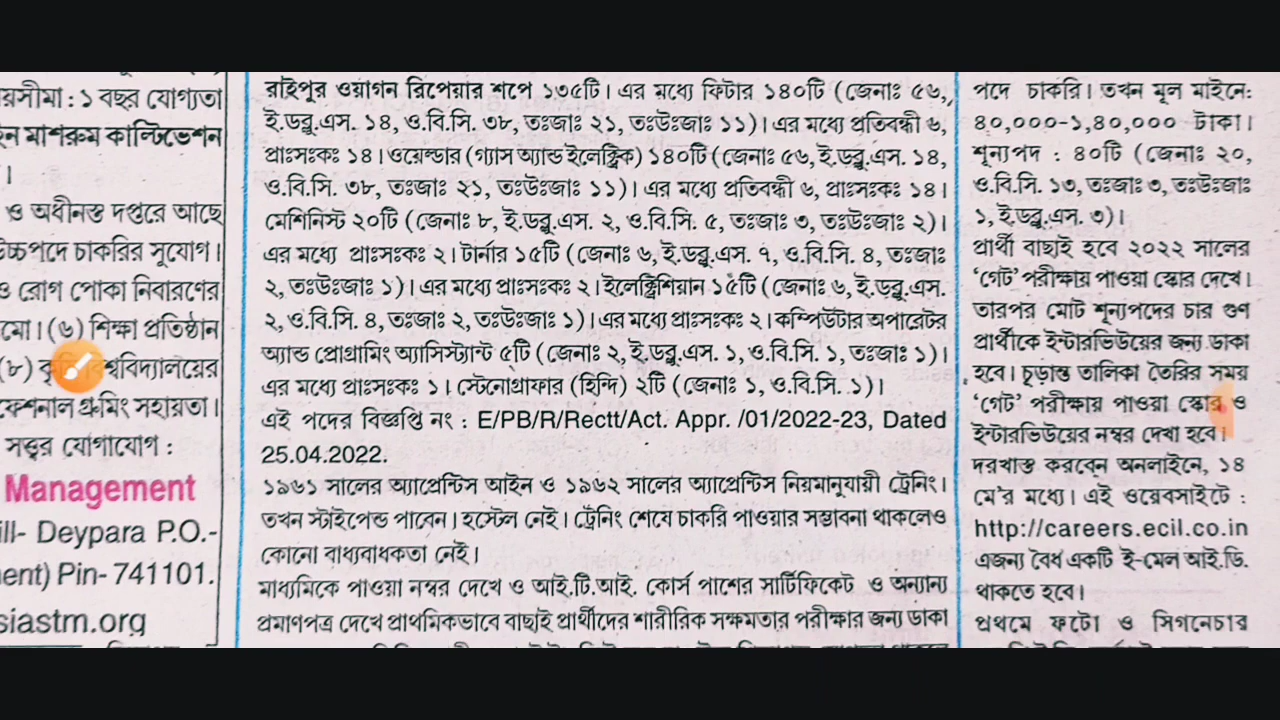 য়সীমা : ১ বছর যোগ্যতা
ইন মাশরুম কাল্টিভেশন
।
ও অধীনস্ত দপ্তরে আছে
উচ্চপদে চাকরির সুযোগ।
ও রোগ পোকা নিবারণের
মো। (৬) শিক্ষা প্রতিষ্ঠান
(৮)
সত্ত্বর যোগাযোগ :
Management
ill- Deypara P.O.-
ment) Pin- 741101.
siastm.org
রাইপুর ওয়াগন রিপেয়ার শপে ১৩৫টি। এর মধ্যে ফিটার ১৪০টি (জেনাঃ ৫৬,
ই.ডব্লু.এস. ১৪, ও.বি.সি. ৩৮, তঃজাঃ ২১, তঃউঃজাঃ ১১)। এর মধ্যে প্রতিবন্ধী ৬,
প্রাঃসঃকঃ ১৪। ওয়েল্ডার (গ্যাস অ্যান্ড ইলেক্ট্রিক) ১৪০টি (জেনাঃ ৫৬, ই.ডব্লু.এস. ১৪,
ও.বি.সি. ৩৮, তঃজাঃ ২১, তঃউঃজাঃ ১১)। এর মধ্যে প্রতিবন্ধী ৬, প্রাঃসঃকঃ ১৪।
মেশিনিস্ট ২০টি (জেনাঃ ৮, ই.ডব্লু.এস. ২, ও.বি.সি. ৫, তঃজাঃ ৩, তঃউঃজাঃ ২)।
এর মধ্যে প্রাঃসঃকঃ ২। টার্নার ১৫টি (জেনাঃ ৬, ই.ডব্লু.এস. ৭, ও.বি.সি. ৪, তঃজাঃ
২, তঃউঃজাঃ ১)। এর মধ্যে প্রাঃসঃকঃ ২। ইলেক্ট্রিশিয়ান ১৫টি (জেনাঃ ৬, ই.ডব্লু.এস.
২, ও.বি.সি. ৪, তঃজাঃ ২, তঃউঃজাঃ ১)। এর মধ্যে প্রাঃসঃকঃ ২। কম্পিউটার অপারেটর
অ্যান্ড প্রোগ্রামিং অ্যাসিস্ট্যান্ট ৫টি (জেনাঃ ২, ই.ডব্লু.এস. ১, ও.বি.সি. ১, তঃজাঃ ১)।
এর মধ্যে প্রাঃসঃকঃ ১। স্টেনোগ্রাফার (হিন্দি) ২টি (জেনাঃ ১, ও.বি.সি. ১)।
এই পদের বিজ্ঞপ্তি নং : E/PB/R/Rectt/Act. Appr. /01/2022-23, Dated
25.04.2022.
১৯৬১ সালের অ্যাপ্রেন্টিস আইন ও ১৯৬২ সালের অ্যাপ্রেন্টিস নিয়মানুযায়ী ট্রেনিং।
তখন স্টাইপেন্ড পাবেন। হস্টেল নেই। ট্রেনিং শেষে চাকরি পাওয়ার সম্ভাবনা থাকলেও
কোনো বাধ্যবাধকতা নেই।
মাধ্যমিকে পাওয়া নম্বর দেখে ও আই.টি.আই. কোর্স পাশের সার্টিফিকেট ও অন্যান্য
প্রমাণপত্র দেখে প্রাথমিকভাবে বাছাই প্রার্থীদের শারীরিক সক্ষমতার পরীক্ষার জন্য ডাকা
পদে চাকরি। তখন মূল মাইনে:
৪০,০০০-১,৪০,০০০ টাকা।
শূন্যপদ : ৪০টি (জেনাঃ ২০,
ও.বি.সি. ১৩, তঃজাঃ ৩, তঃউঃজাঃ
১, ই.ডব্লু.এস. ৩)।
প্রার্থী বাছাই হবে ২০২২ সালের
‘গেট’ পরীক্ষায় পাওয়া স্কোর দেখে।
তারপর মোট শূন্যপদের চার গুণ
প্রার্থীকে ইন্টারভিউয়ের জন্য ডাকা
হবে। চূড়ান্ত তালিকা তৈরির সময়
‘গেট’ পরীক্ষায় পাওয়া স্কোর ও
ইন্টারভিউয়ের নম্বর দেখা হবে।
দরখাস্ত করবেন অনলাইনে, ১৪
মে'র মধ্যে। এই ওয়েবসাইটে :
http://careers.ecil.co.in
এজন্য বৈধ একটি ই-মেল আই.ডি.
থাকতে হবে।
প্রথমে ফটো ও সিগনেচার